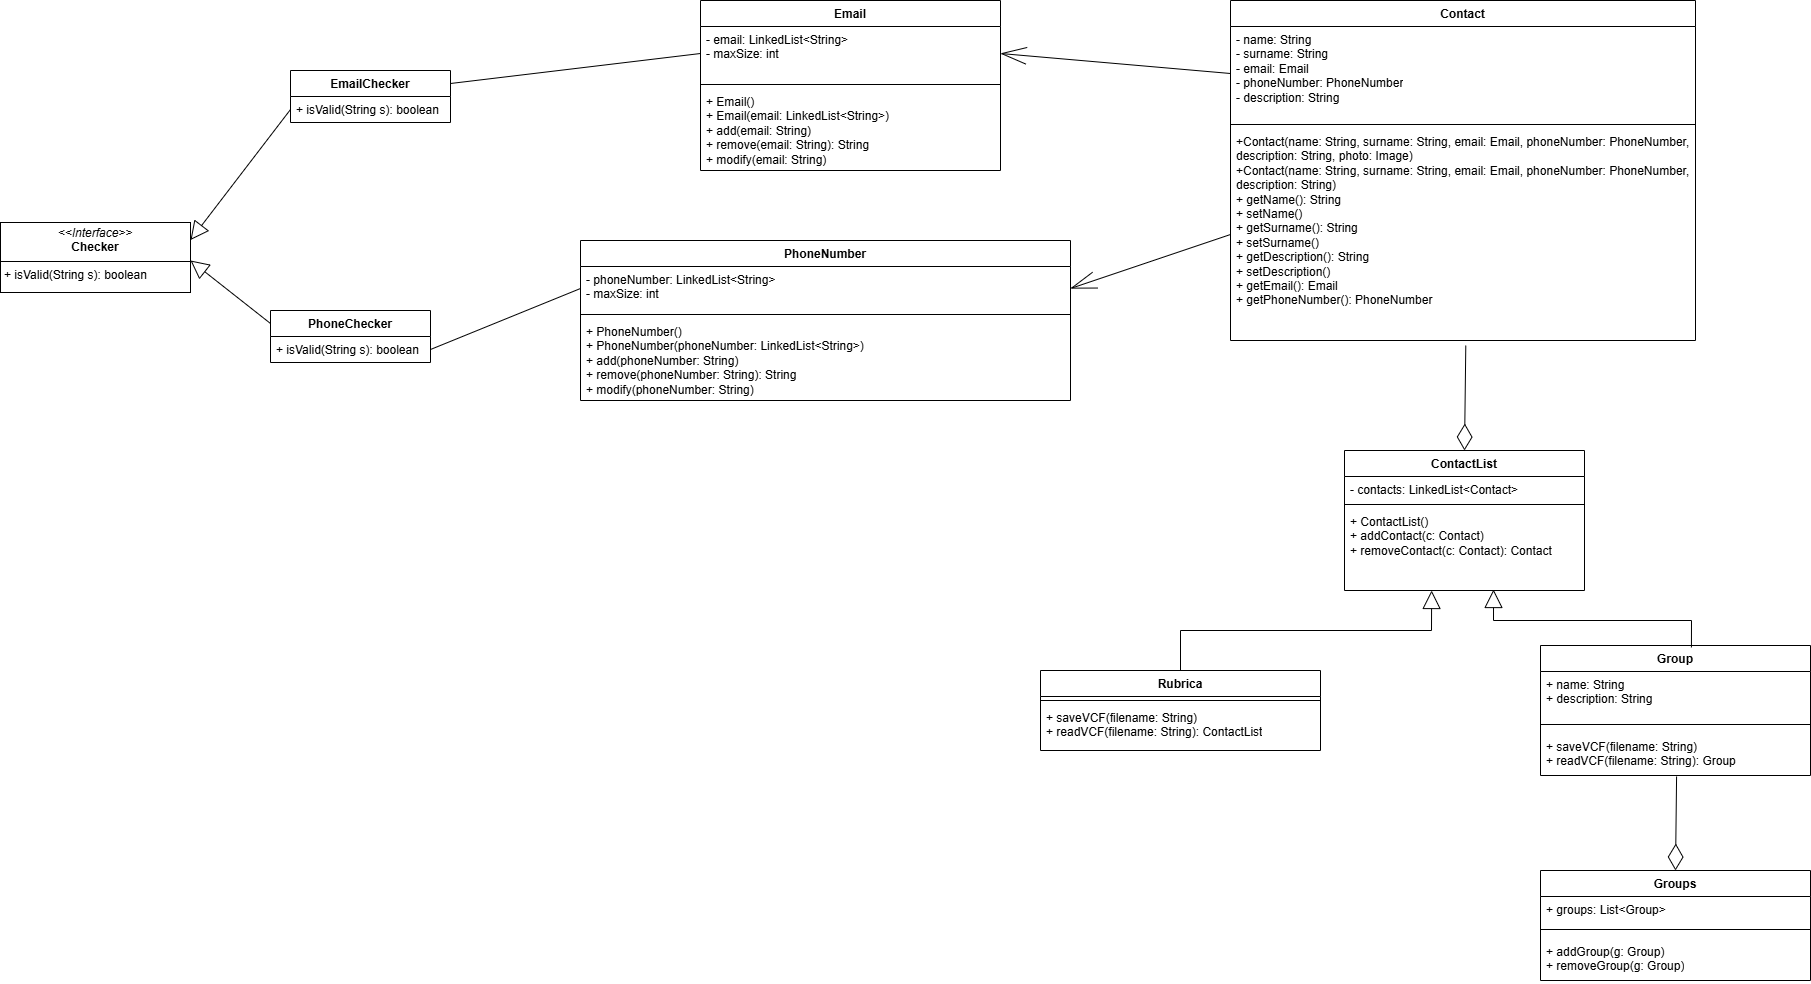 Email
- email: LinkedList<String>
- maxSize: int
+ Email()
+ Email(email: LinkedList<String>)
+ add(email: String)
+ remove(email: String): String
+ modify(email: String)
Contact
- name: String
- surname: String
- email: Email
- phoneNumber: PhoneNumber
- description: String
+Contact(name: String, surname: String, email: Email, phoneNumber: PhoneNumber,
description: String, photo: Image)
+Contact(name: String, surname: String, email: Email, phoneNumber: PhoneNumber,
description: String)
+ getName(): String
+ setName()
+ getSurname(): String
+ setSurname()
+ getDescription(): String
+ setDescription()
+ getEmail(): Email
+ getPhoneNumber(): PhoneNumber
EmailChecker
+ isValid(String s): boolean
<<Interface>>
Checker
+ isValid(String s): boolean
PhoneNumber
- phoneNumber: LinkedList<String>
- maxSize: int
+ PhoneNumber()
+ PhoneNumber(phoneNumber: LinkedList<String>)
+ add(phoneNumber: String)
+ remove(phoneNumber: String): String
+ modify(phoneNumber: String)
PhoneChecker
+ isValid(String s): boolean
ContactList
- contacts: LinkedList<Contact>
+ ContactList()
+ addContact(c: Contact)
+ removeContact(c: Contact): Contact
Rubrica
+ saveVCF(filename: String)
+ readVCF(filename: String): ContactList
Group
+ name: String
+ description: String
+ saveVCF(filename: String)
+ readVCF(filename: String): Group
Groups
+ groups: List<Group>
+ addGroup(g: Group)
+ removeGroup(g: Group)